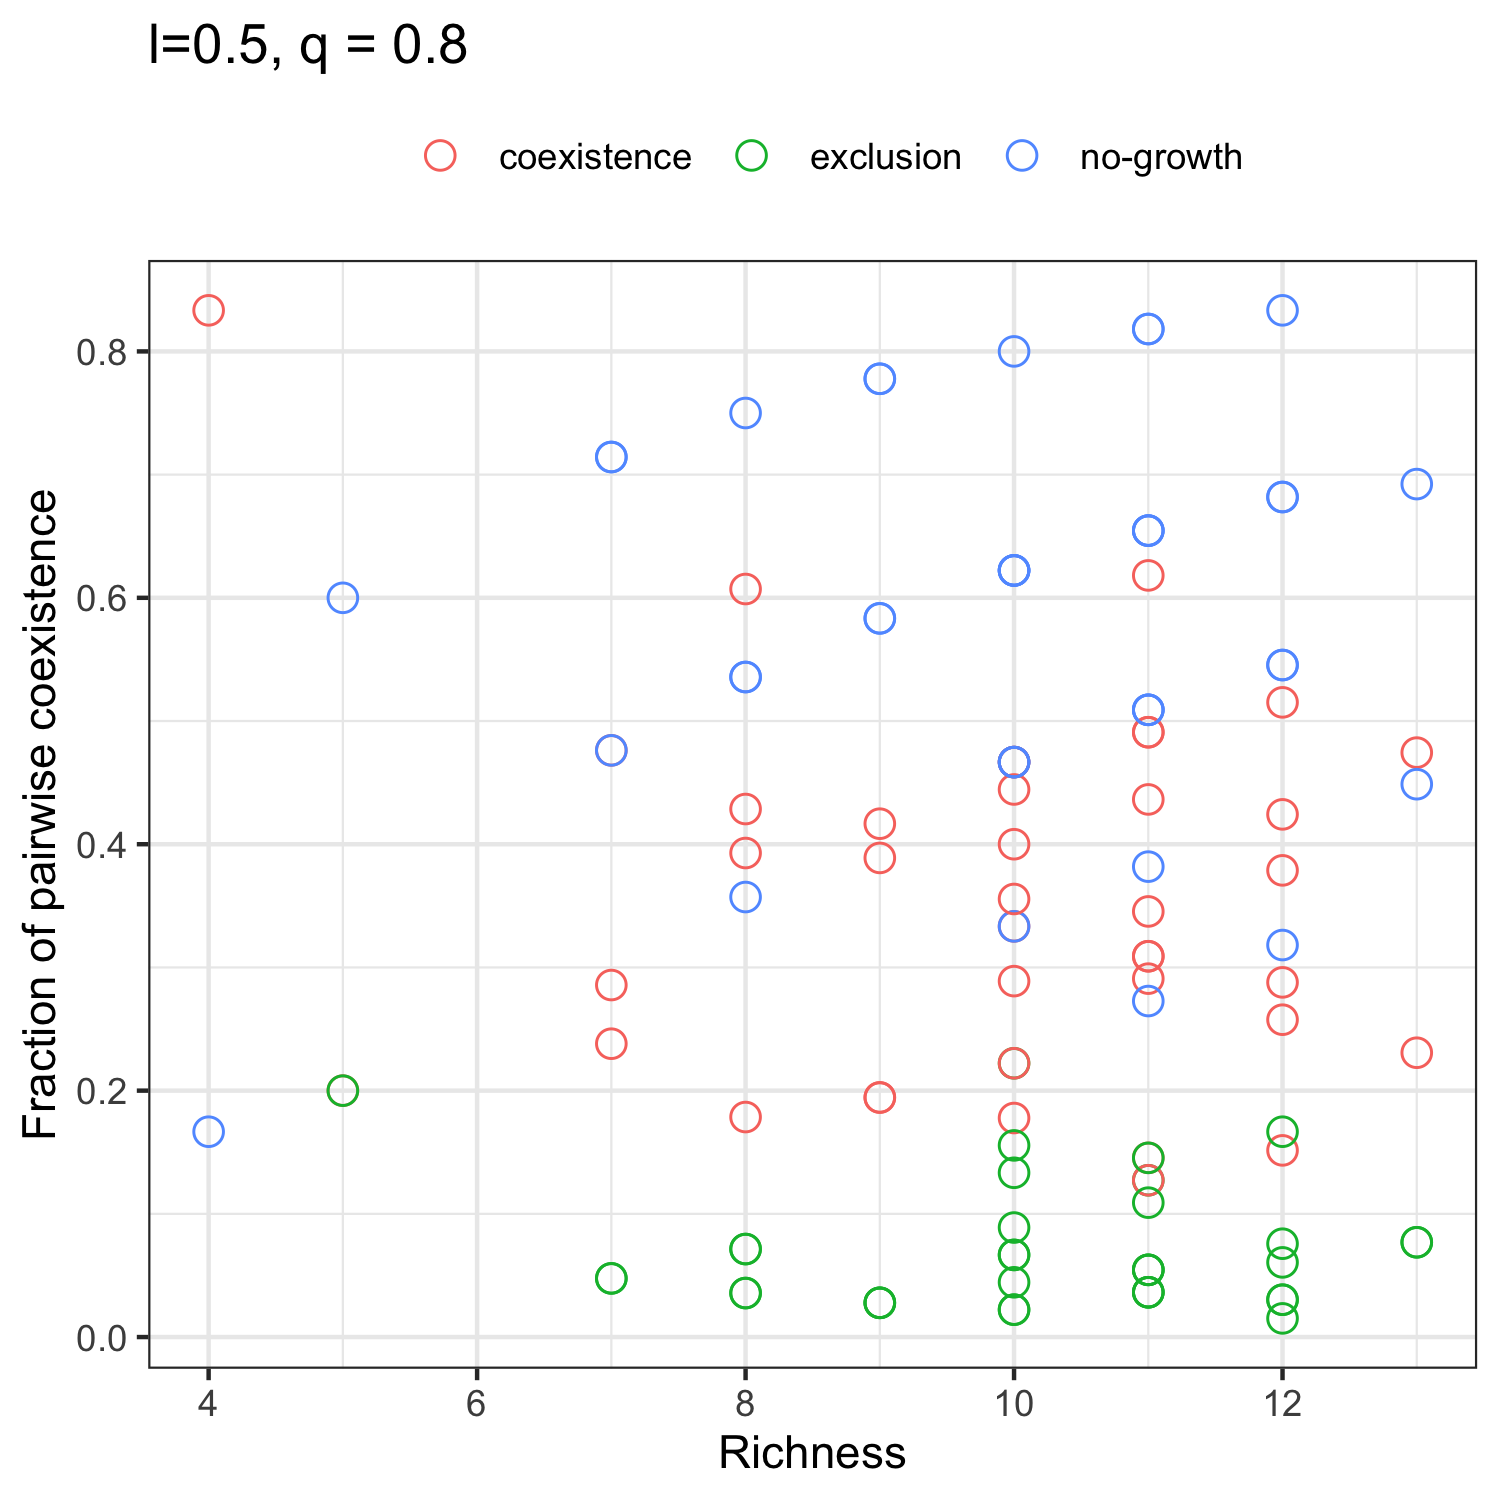 l=0.5, q = 0.8
coexistence exclusion no-growth
Fraction of pairwise coexistence
0.8
0.6
0.4
0.2
0.0
4 6 8 10 12
Richness